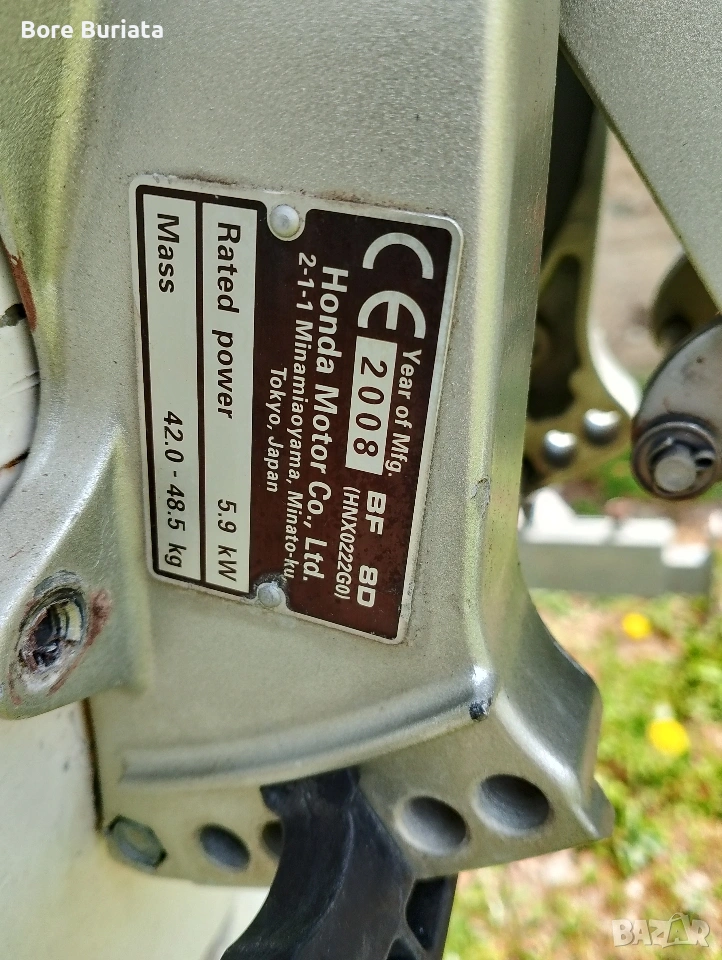 Bore Buriata
CE
Year of Mfg.
2008
BF 8D
(HNX0222G0)
Honda Motor Co., Ltd.
2-1-1 Minamiaoyama, Minato-ku,
Tokyo, Japan
Rated power 5.9 kW
Mass 42.0 - 48.5 kg
BAZAR